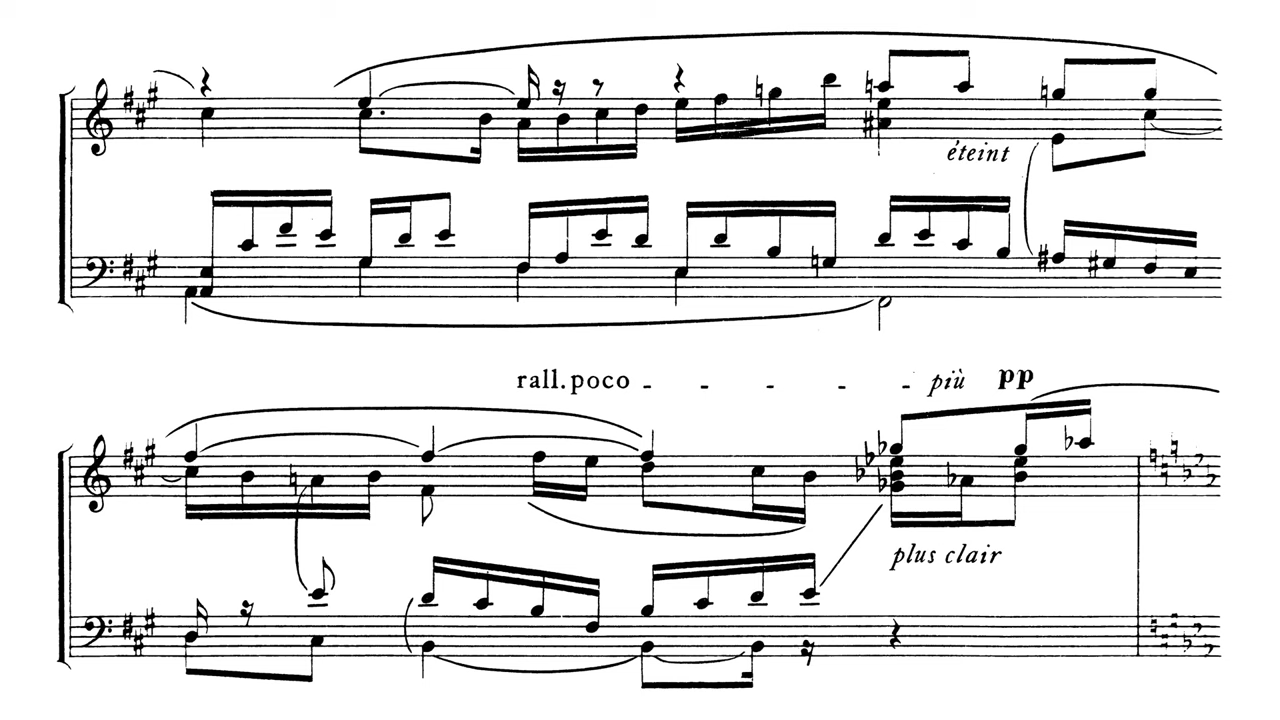 éteint
rall. poco - - - - - più pp
plus clair